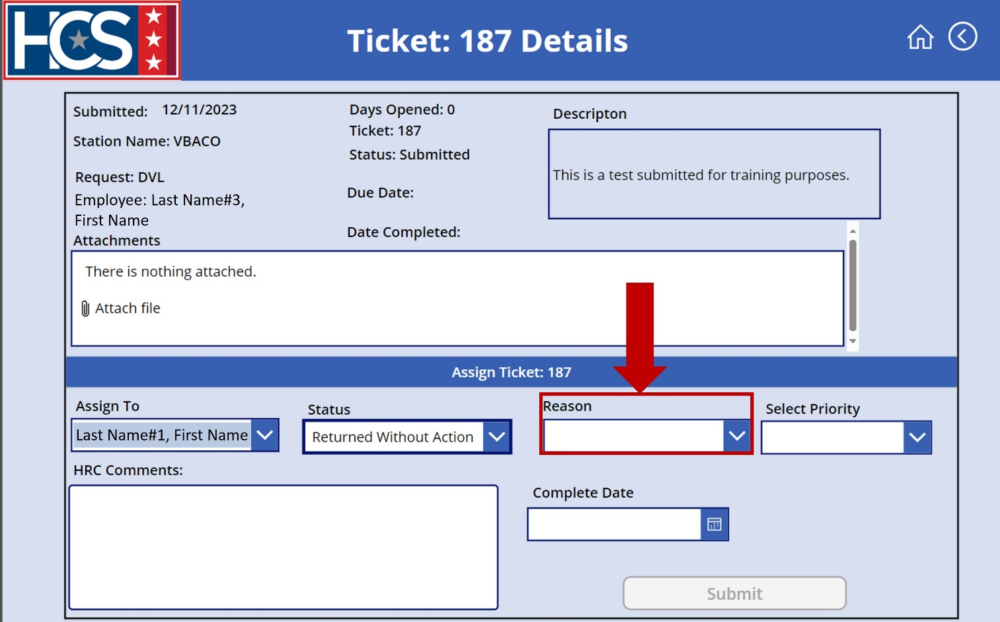 HCS
Ticket: 187 Details
Submitted: 12/11/2023
Station Name: VBACO
Request: DVL
Employee: Last Name#3,
First Name
Days Opened: 0
Ticket: 187
Status: Submitted
Due Date:
Date Completed:
Descripton
This is a test submitted for training purposes.
Attachments
There is nothing attached.
Attach file
Assign Ticket: 187
Assign To
Last Name#1, First Name
Status
Returned Without Action
Reason
Select Priority
HRC Comments:
Complete Date
Submit